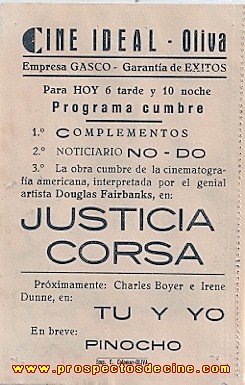 CINE IDEAL - Oliva
Empresa GASCO - Garantía de EXITOS
Para HOY 6 tarde y 10 noche
Programa cumbre
1.º COMPLEMENTOS
2.º NOTICIARIO NO-DO
3.º La obra cumbre de la cinematogra-
fía americana, interpretada por el genial
artista Douglas Fairbanks, en:
JUSTICIA
CORSA
Próximamente: Charles Boyer e Irene
Dunne, en:
TU Y YO
En breve:
PINOCHO
www.prospectosdecine.com